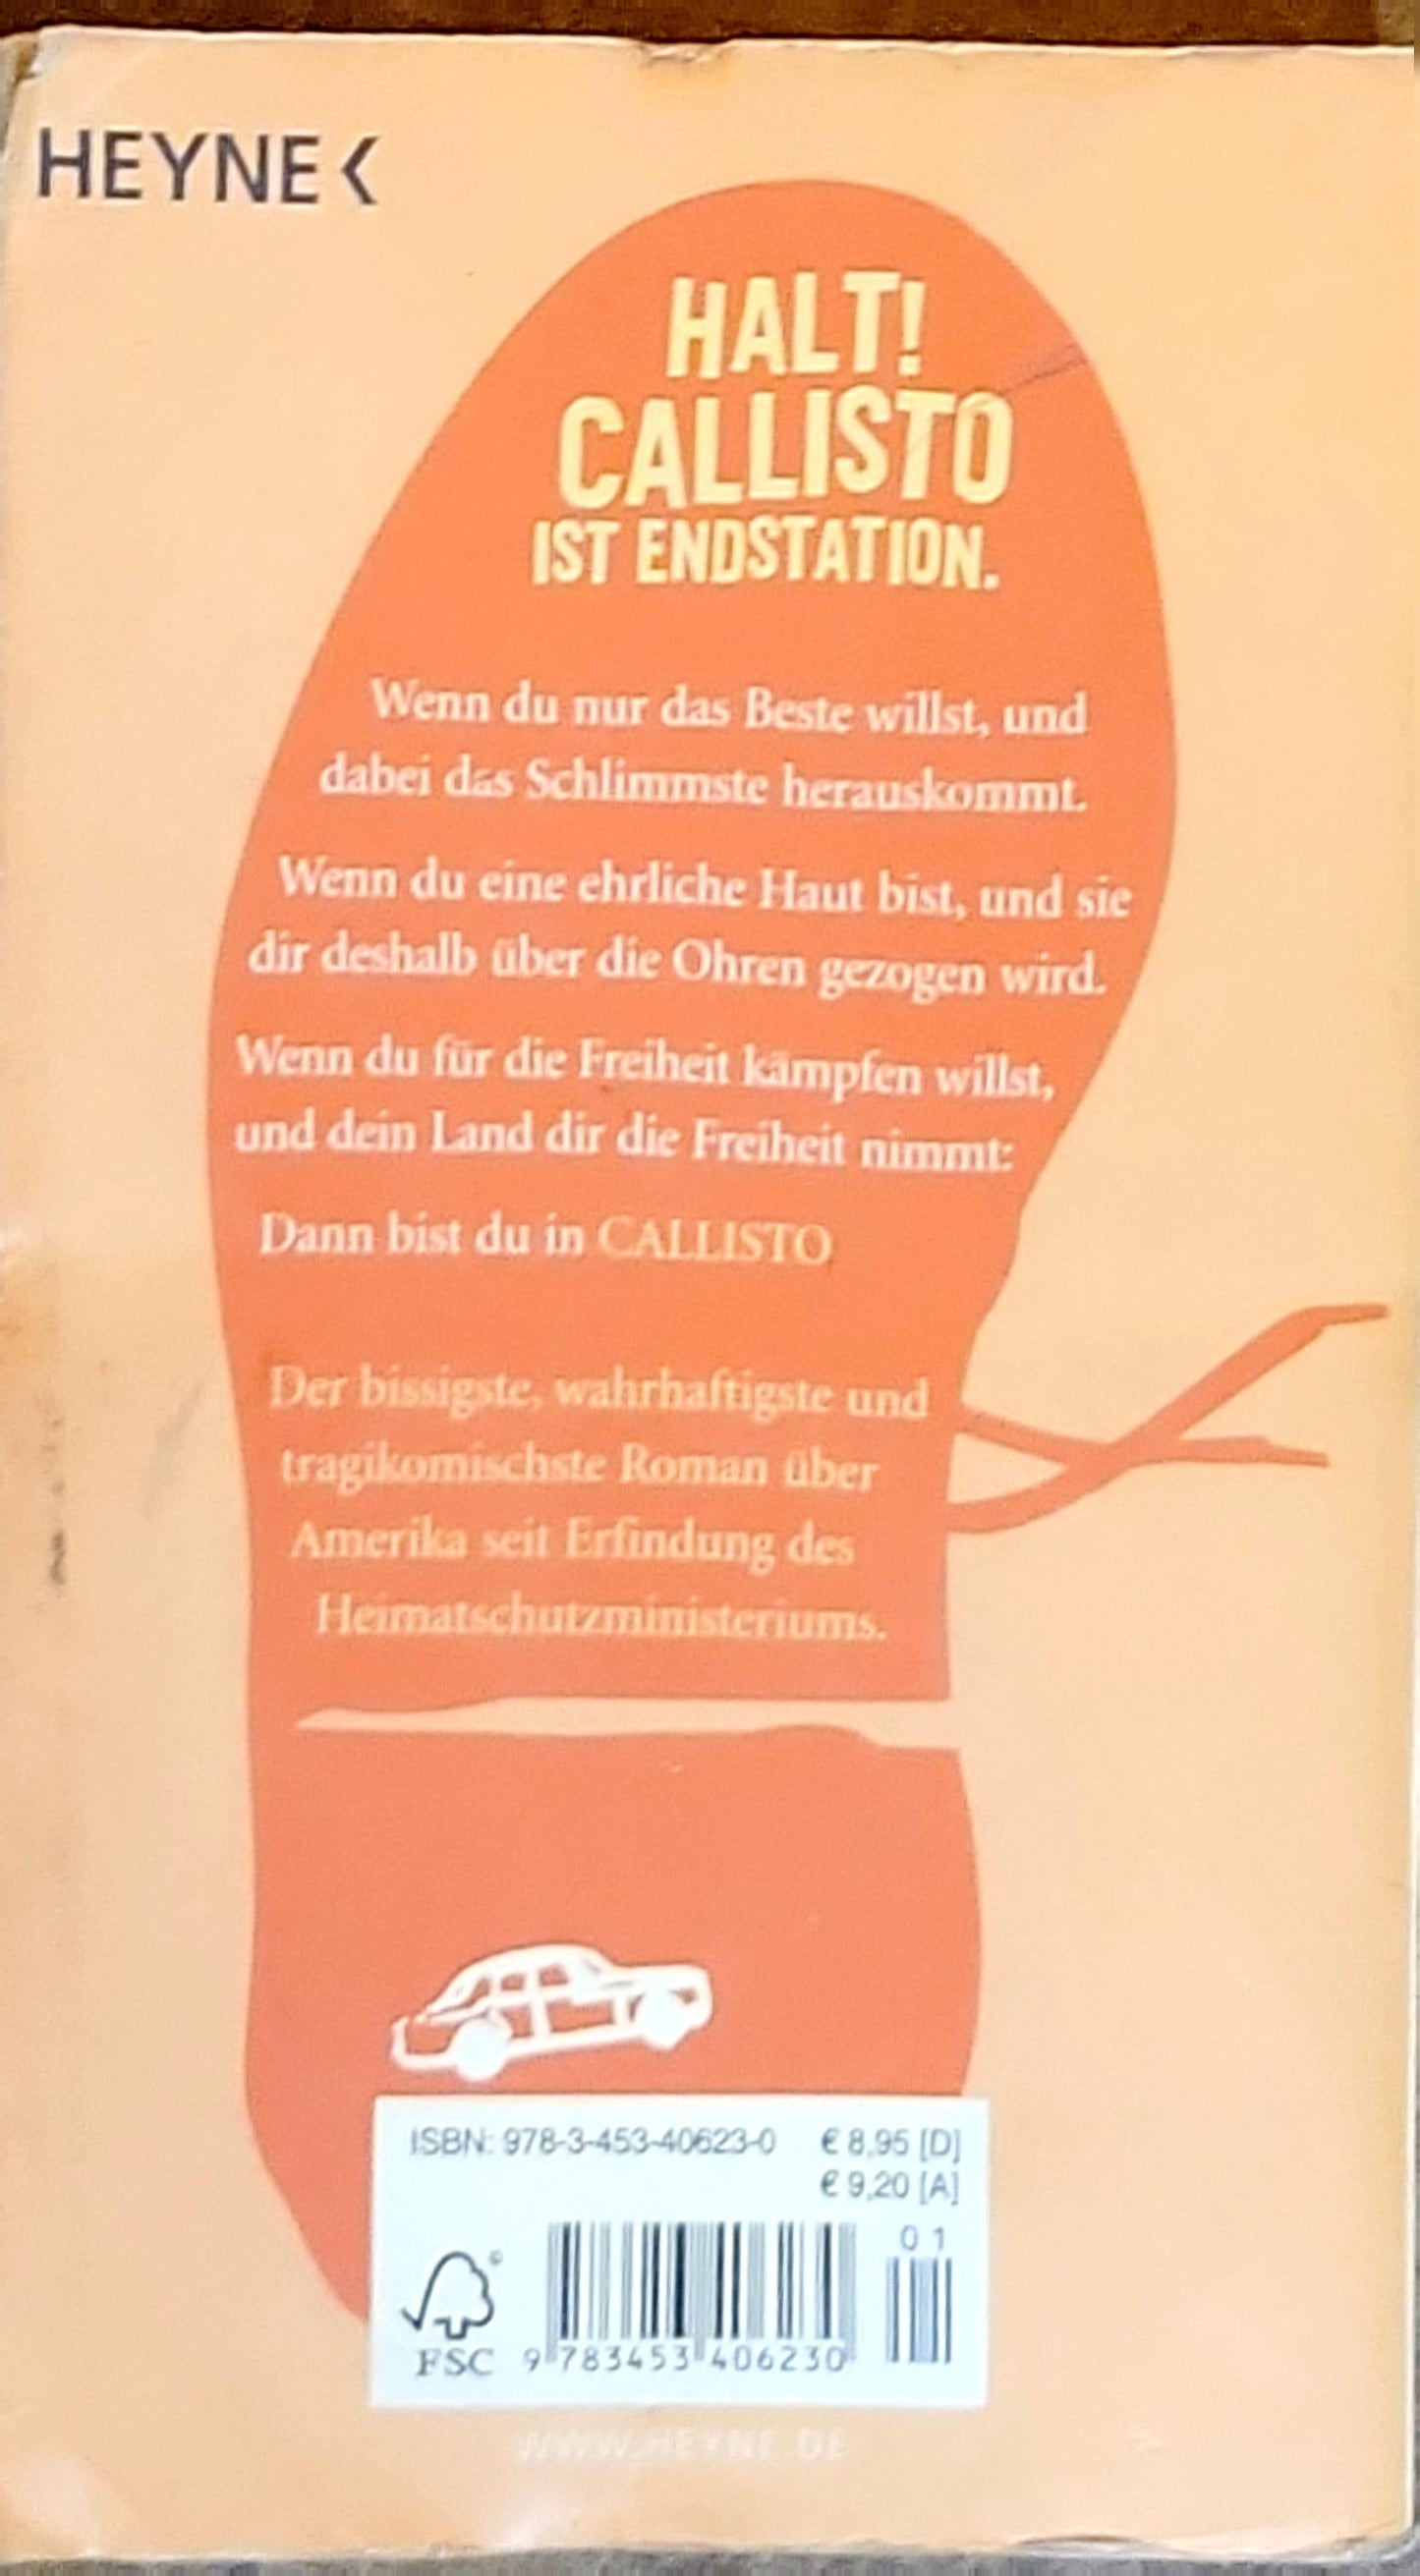 HEYNE<
HALT!
CALLISTO
IST ENDSTATION.
Wenn du nur das Beste willst, und
dabei das Schlimmste herauskommt.
Wenn du eine ehrliche Haut bist, und sie
dir deshalb über die Ohren gezogen wird.
Wenn du für die Freiheit kämpfen willst,
und dein Land dir die Freiheit nimmt:
Dann bist du in CALLISTO
Der bissigste, wahrhaftigste und
tragikomischste Roman über
Amerika seit Erfindung des
Heimatschutzministeriums.
ISBN: 978-3-453-40623-0 € 8,95 [D]
€ 9,20 [A]
01
FSC 9 783453 406230
WWW.HEYNE.DE